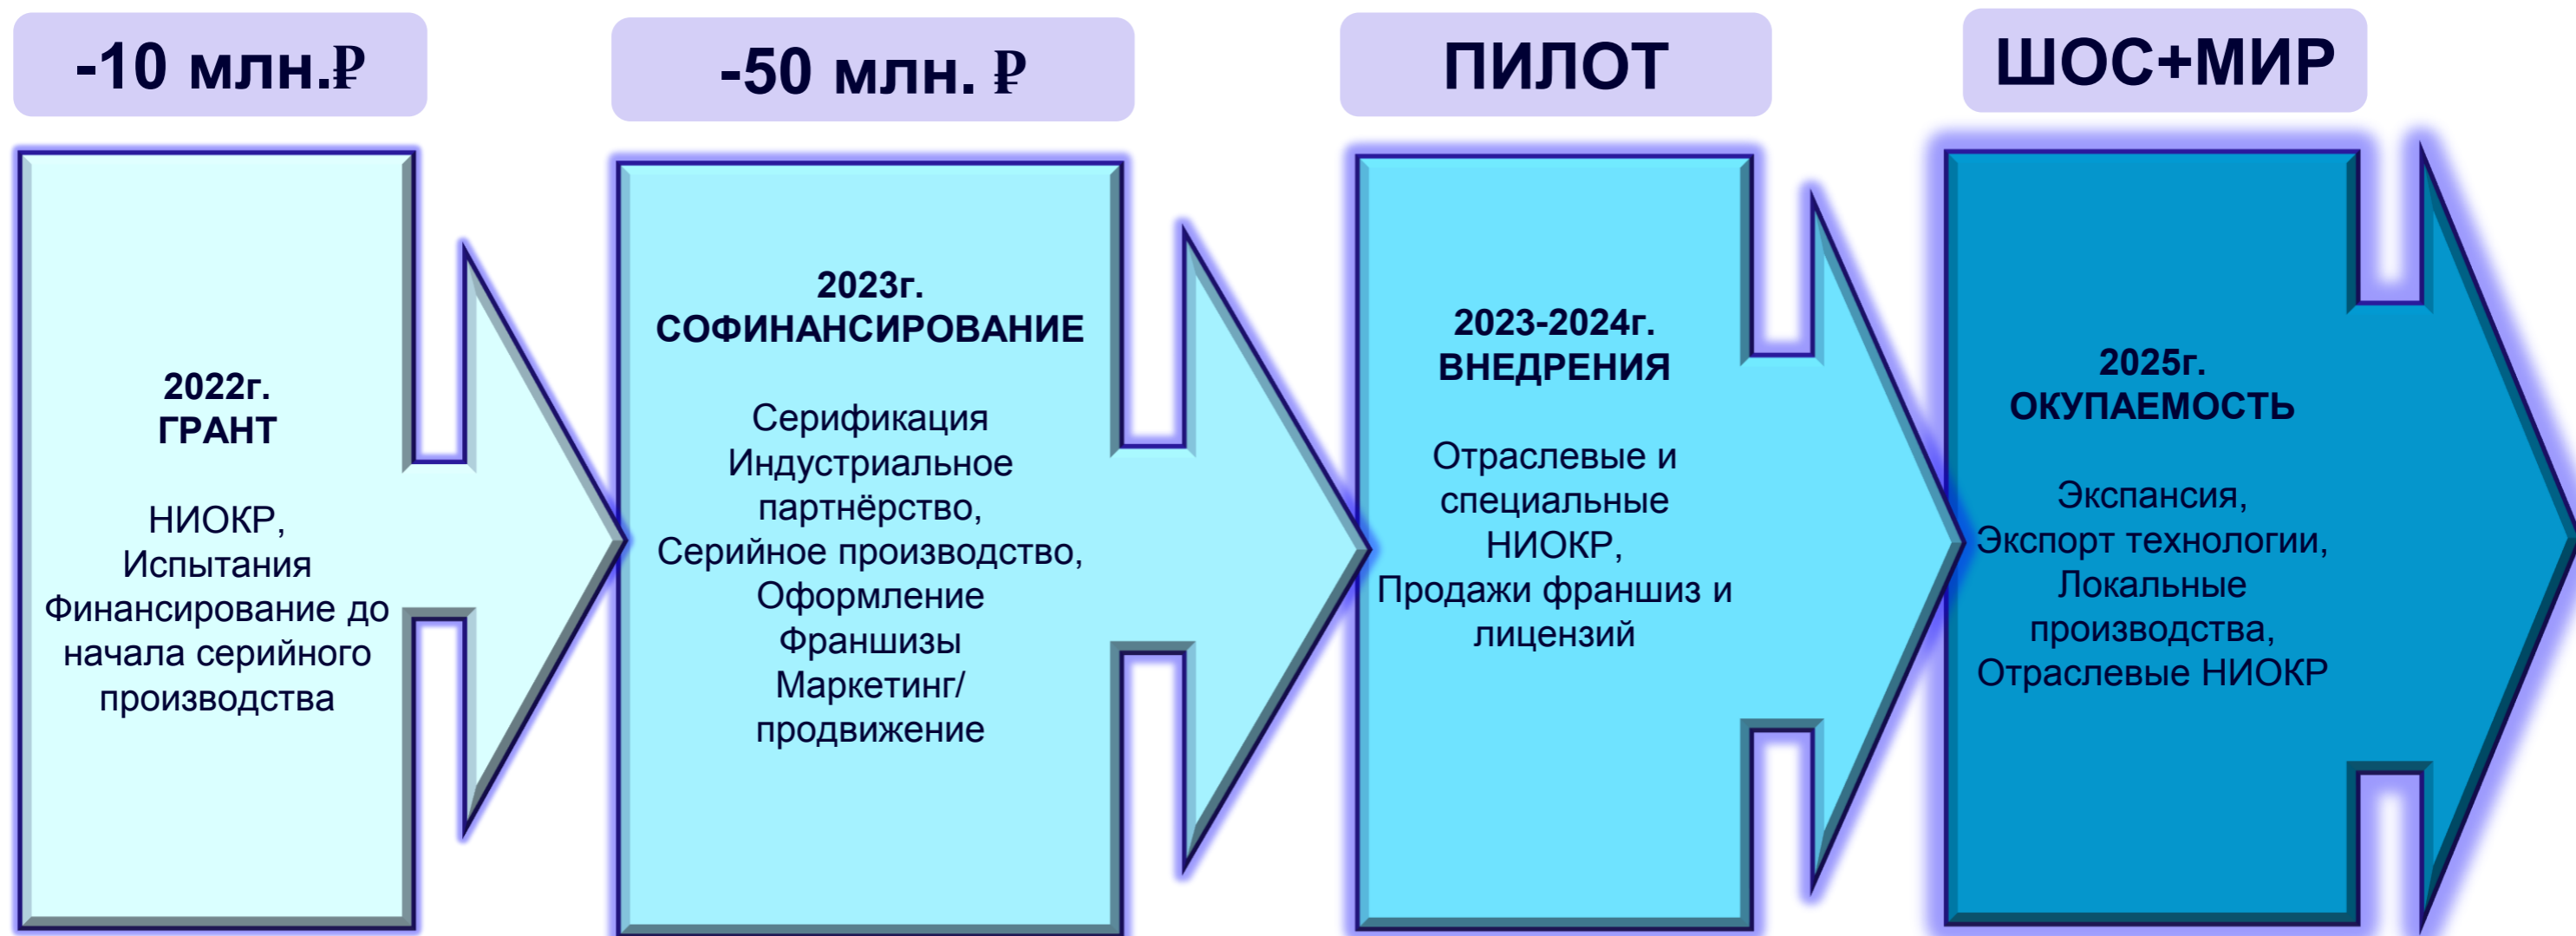 -10 млн.₽
-50 млн. ₽
ПИЛОТ
ШОС+МИР
2022г.
ГРАНТ
НИОКР,
Испытания
Финансирование до
начала серийного
производства
2023г.
СОФИНАНСИРОВАНИЕ
Серификация
Индустриальное
партнёрство,
Серийное производство,
Оформление
Франшизы
Маркетинг/
продвижение
2023-2024г.
ВНЕДРЕНИЯ
Отраслевые и
специальные
НИОКР,
Продажи франшиз и
лицензий
2025г.
ОКУПАЕМОСТЬ
Экспансия,
Экспорт технологии,
Локальные
производства,
Отраслевые НИОКР